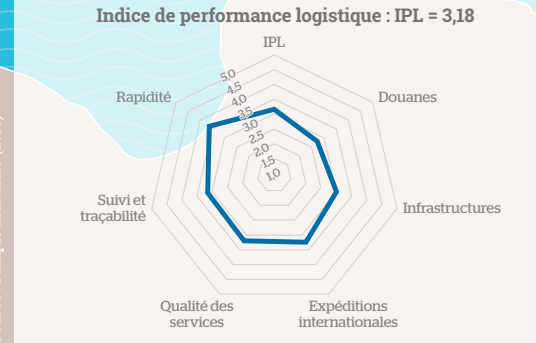 Indice de performance logistique : IPL = 3,18
IPL
5,0
4,5
4,0
3,5
3,0
2,5
2,0
1,5
1,0
Rapidité
Douanes
Suivi et
traçabilité
Infrastructures
Qualité des
services
Expéditions
internationales